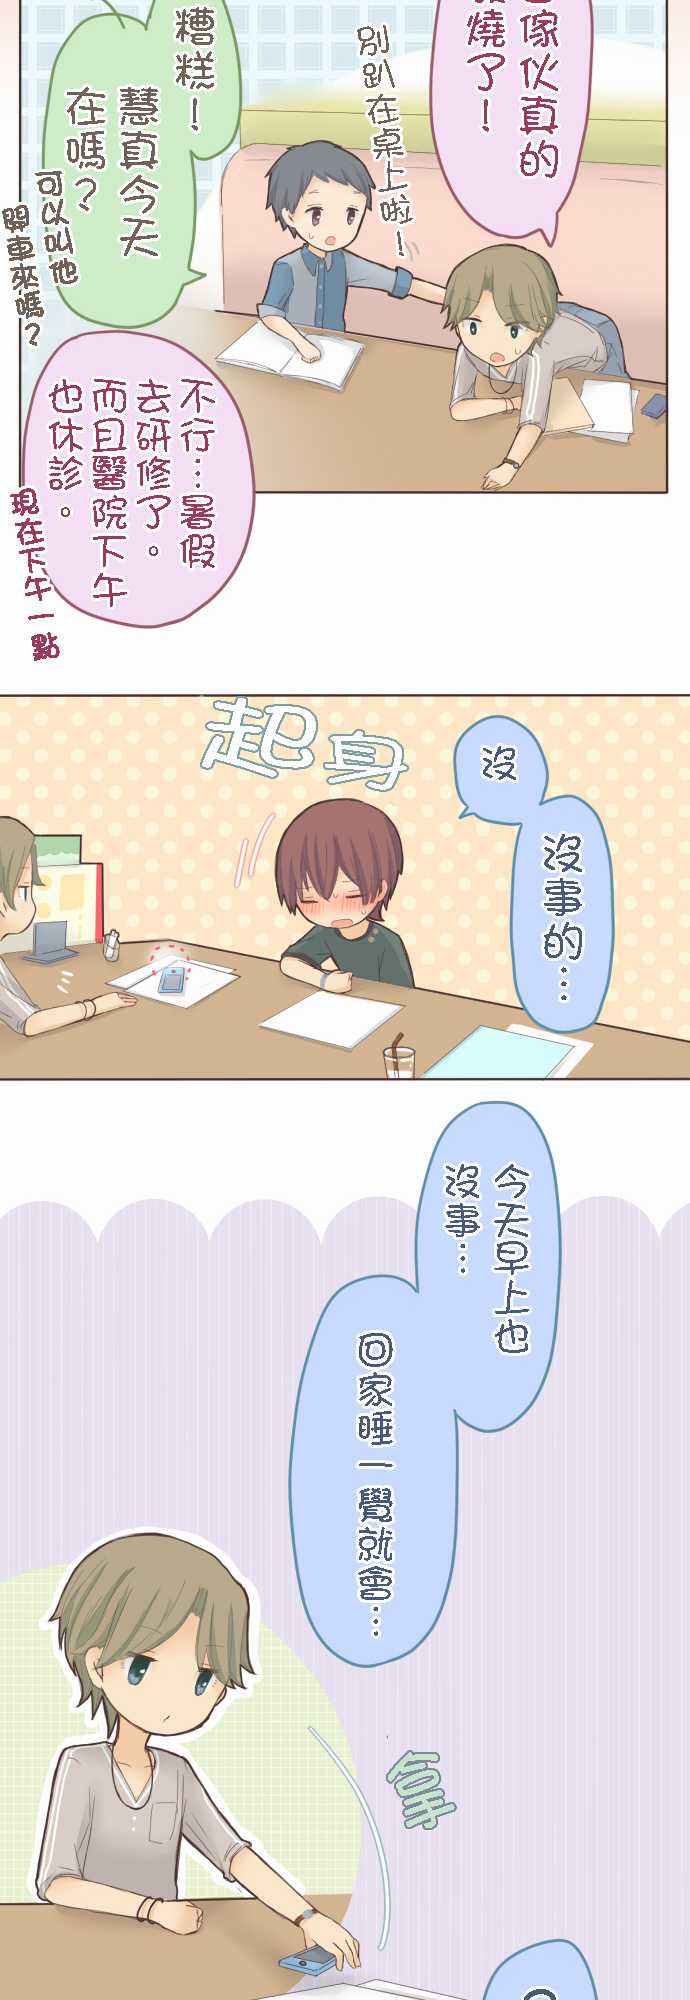 傢伙真的
燒了！
別趴在桌上啦！
糟糕！
慧真今天
在嗎？
可以叫他
開車來嗎？
不行…暑假
去研修了。
而且醫院下午
也休診。
現在下午一點
起身
沒
沒事的…
今天早上也
沒事…
回家睡一覺就會…
拿